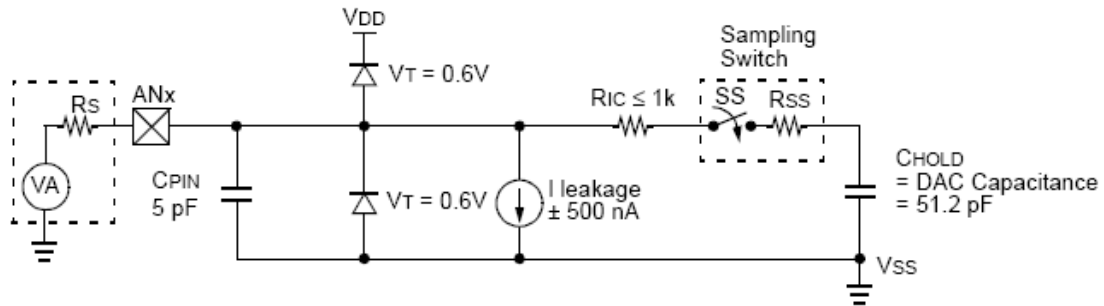 VDD
Sampling
Switch
RS
ANx
VT = 0.6V
RIC ≤ 1k
SS
RSS
VA
CPIN
5 pF
VT = 0.6V
I leakage
± 500 nA
CHOLD
= DAC Capacitance
= 51.2 pF
VSS